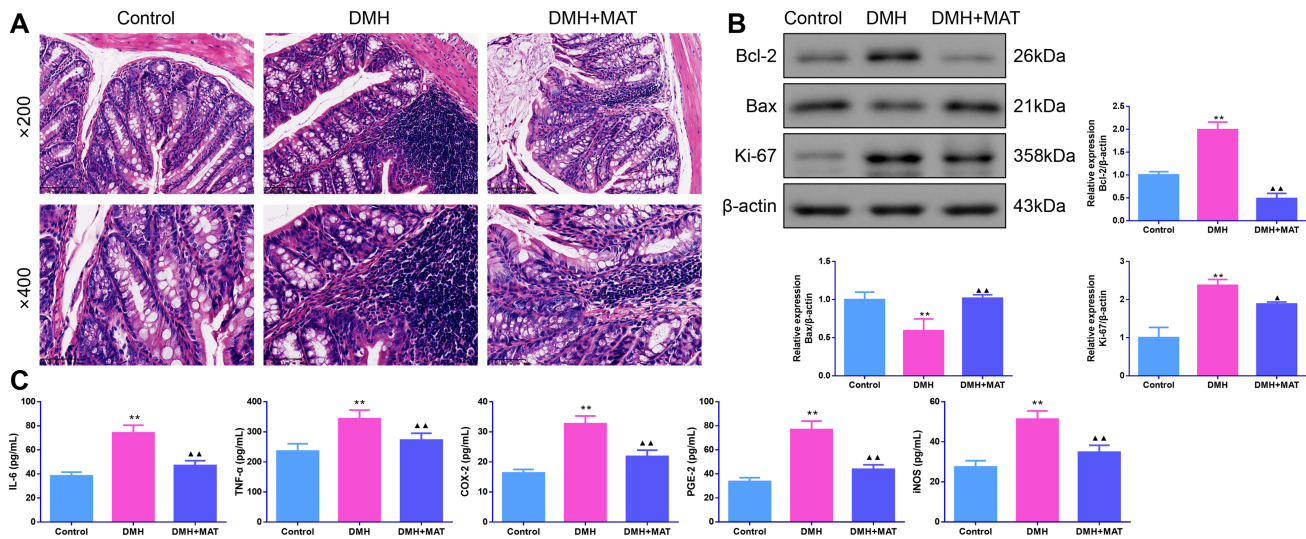 A
Control DMH DMH+MAT
×200
×400
B
Control DMH DMH+MAT
Bcl-2 26kDa
Bax 21kDa
Ki-67 358kDa
β-actin 43kDa
Relative expression
Bcl-2/β-actin
2.5
2.0
1.5
1.0
0.5
0.0
**
▲▲
Control DMH DMH+MAT
Relative expression
Bax/β-actin
1.5
1.0
0.5
0.0
**
▲▲
Control DMH DMH+MAT
Relative expression
Ki-67/β-actin
3
2
1
0
**
▲
Control DMH DMH+MAT
C
IL-6 (pg/mL)
100
80
60
40
20
0
**
▲▲
Control DMH DMH+MAT
TNF-α (pg/mL)
400
300
200
100
0
**
▲▲
Control DMH DMH+MAT
COX-2 (pg/mL)
40
30
20
10
0
**
▲▲
Control DMH DMH+MAT
PGE-2 (pg/mL)
100
80
60
40
20
0
**
▲▲
Control DMH DMH+MAT
iNOS (pg/mL)
60
40
20
0
**
▲▲
Control DMH DMH+MAT